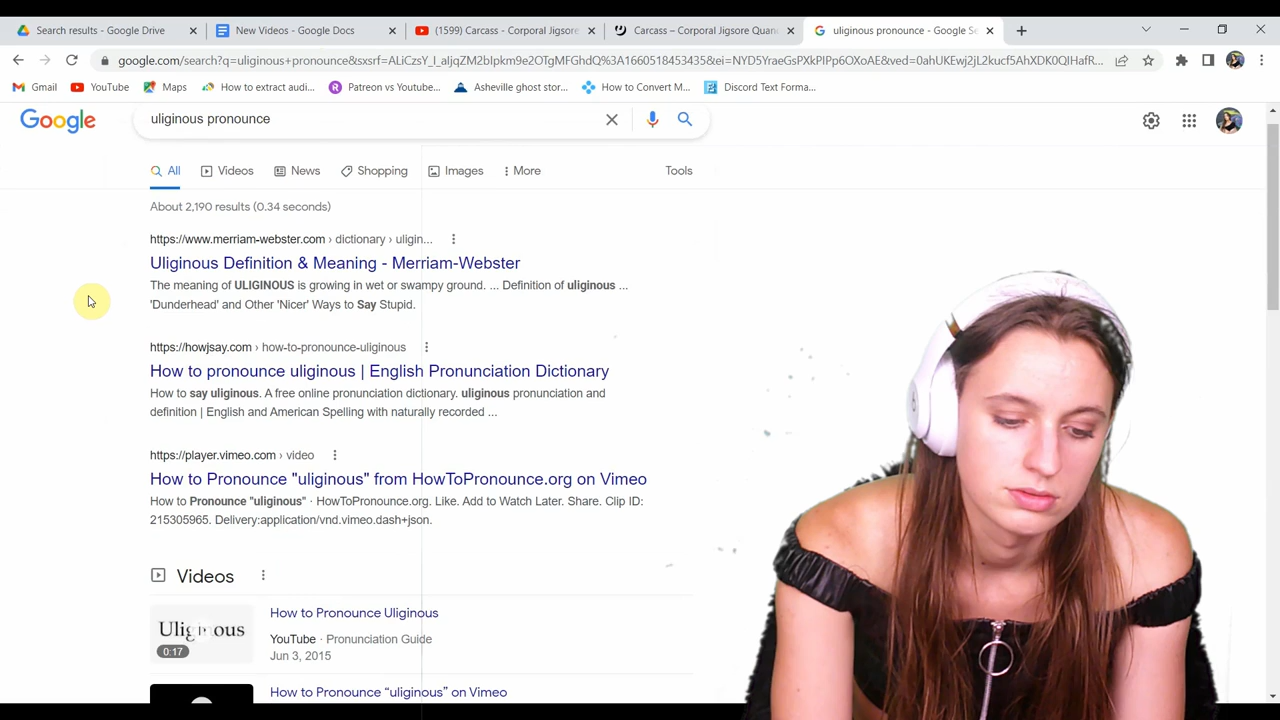 Search results - Google Drive
New Videos - Google Docs
(1599) Carcass - Corporal Jigsore
Carcass – Corporal Jigsore Quan
uliginous pronounce - Google Se
google.com/search?q=uliginous+pronounce&sxsrf=
Gmail
YouTube
Maps
How to extract audi...
Patreon vs Youtube...
Asheville ghost stor...
How to Convert M...
Discord Text Forma...
Google
uliginous pronounce
All
Videos
News
Shopping
Images
More
Tools
About 2,190 results (0.34 seconds)
https://www.merriam-webster.com › dictionary › uligin...
Uliginous Definition & Meaning - Merriam-Webster
The meaning of ULIGINOUS is growing in wet or swampy ground. ... Definition of uliginous ...
'Dunderhead' and Other 'Nicer' Ways to Say Stupid.
https://howjsay.com › how-to-pronounce-uliginous
How to pronounce uliginous | English Pronunciation Dictionary
How to say uliginous. A free online pronunciation dictionary. uliginous pronunciation and
definition | English and American Spelling with naturally recorded ...
https://player.vimeo.com › video
How to Pronounce "uliginous" from HowToPronounce.org on Vimeo
How to Pronounce "uliginous" · HowToPronounce.org. Like. Add to Watch Later. Share. Clip ID:
215305965. Delivery:application/vnd.vimeo.dash+json.
Videos
Uliginous
0:17
How to Pronounce Uliginous
YouTube · Pronunciation Guide
Jun 3, 2015
How to Pronounce “uliginous” on Vimeo